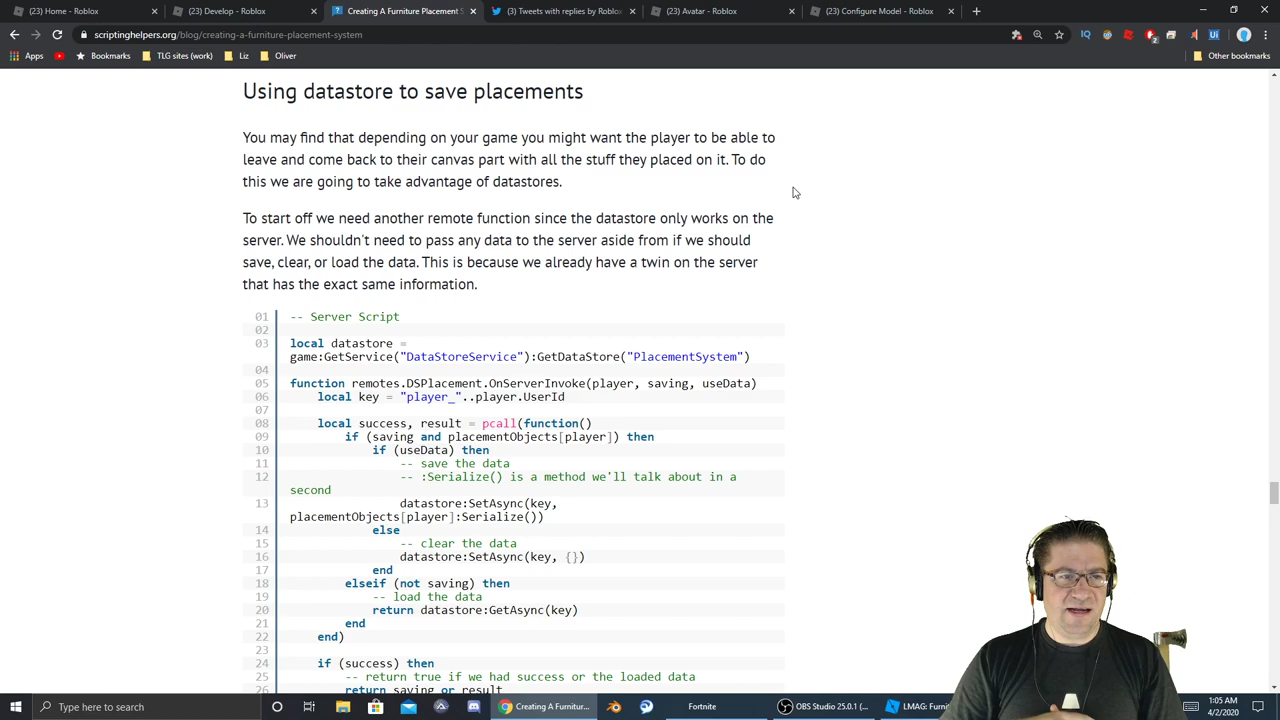 (23) Home - Roblox
(23) Develop - Roblox
Creating A Furniture Placement S
(3) Tweets with replies by Roblox
(23) Avatar - Roblox
(23) Configure Model - Roblox
scriptinghelpers.org/blog/creating-a-furniture-placement-system
Apps
Bookmarks
TLG sites (work)
Liz
Oliver
Other bookmarks
Using datastore to save placements
You may find that depending on your game you might want the player to be able to
leave and come back to their canvas part with all the stuff they placed on it. To do
this we are going to take advantage of datastores.
To start off we need another remote function since the datastore only works on the
server. We shouldn't need to pass any data to the server aside from if we should
save, clear, or load the data. This is because we already have a twin on the server
that has the exact same information.
01 -- Server Script
02
03 local datastore =
game:GetService("DataStoreService"):GetDataStore("PlacementSystem")
04
05 function remotes.DSPlacement.OnServerInvoke(player, saving, useData)
06 local key = "player_"..player.UserId
07
08 local success, result = pcall(function()
09 if (saving and placementObjects[player]) then
10 if (useData) then
11 -- save the data
12 -- :Serialize() is a method we'll talk about in a
second
13 datastore:SetAsync(key,
placementObjects[player]:Serialize())
14 else
15 -- clear the data
16 datastore:SetAsync(key, {})
17 end
18 elseif (not saving) then
19 -- load the data
20 return datastore:GetAsync(key)
21 end
22 end)
23
24 if (success) then
25 -- return true if we had success or the loaded data
26 return saving or result
Type here to search
Creating A Furnitur...
Fortnite
OBS Studio 25.0.1 (...
LMAG: Furni
1:05 AM
4/2/2020